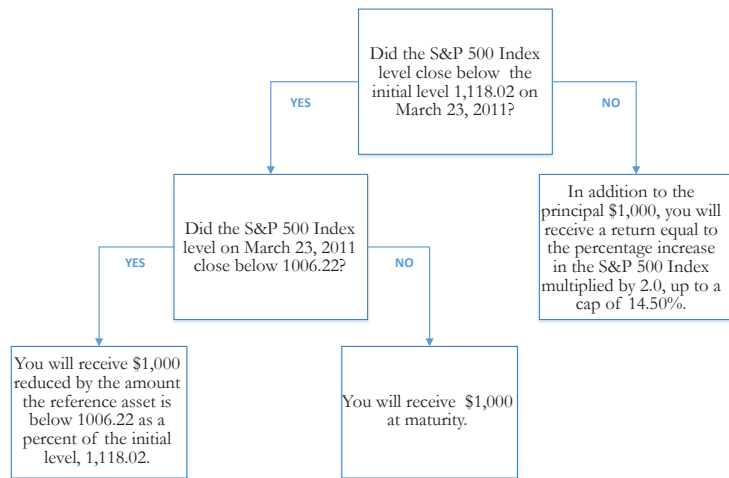 Did the S&P 500 Index
level close below the
initial level 1,118.02 on
March 23, 2011?
YES
NO
Did the S&P 500 Index
level on March 23, 2011
close below 1006.22?
In addition to the
principal $1,000, you will
receive a return equal to
the percentage increase
in the S&P 500 Index
multiplied by 2.0, up to a
cap of 14.50%.
YES
NO
You will receive $1,000
reduced by the amount
the reference asset is
below 1006.22 as a
percent of the initial
level, 1,118.02.
You will receive $1,000
at maturity.